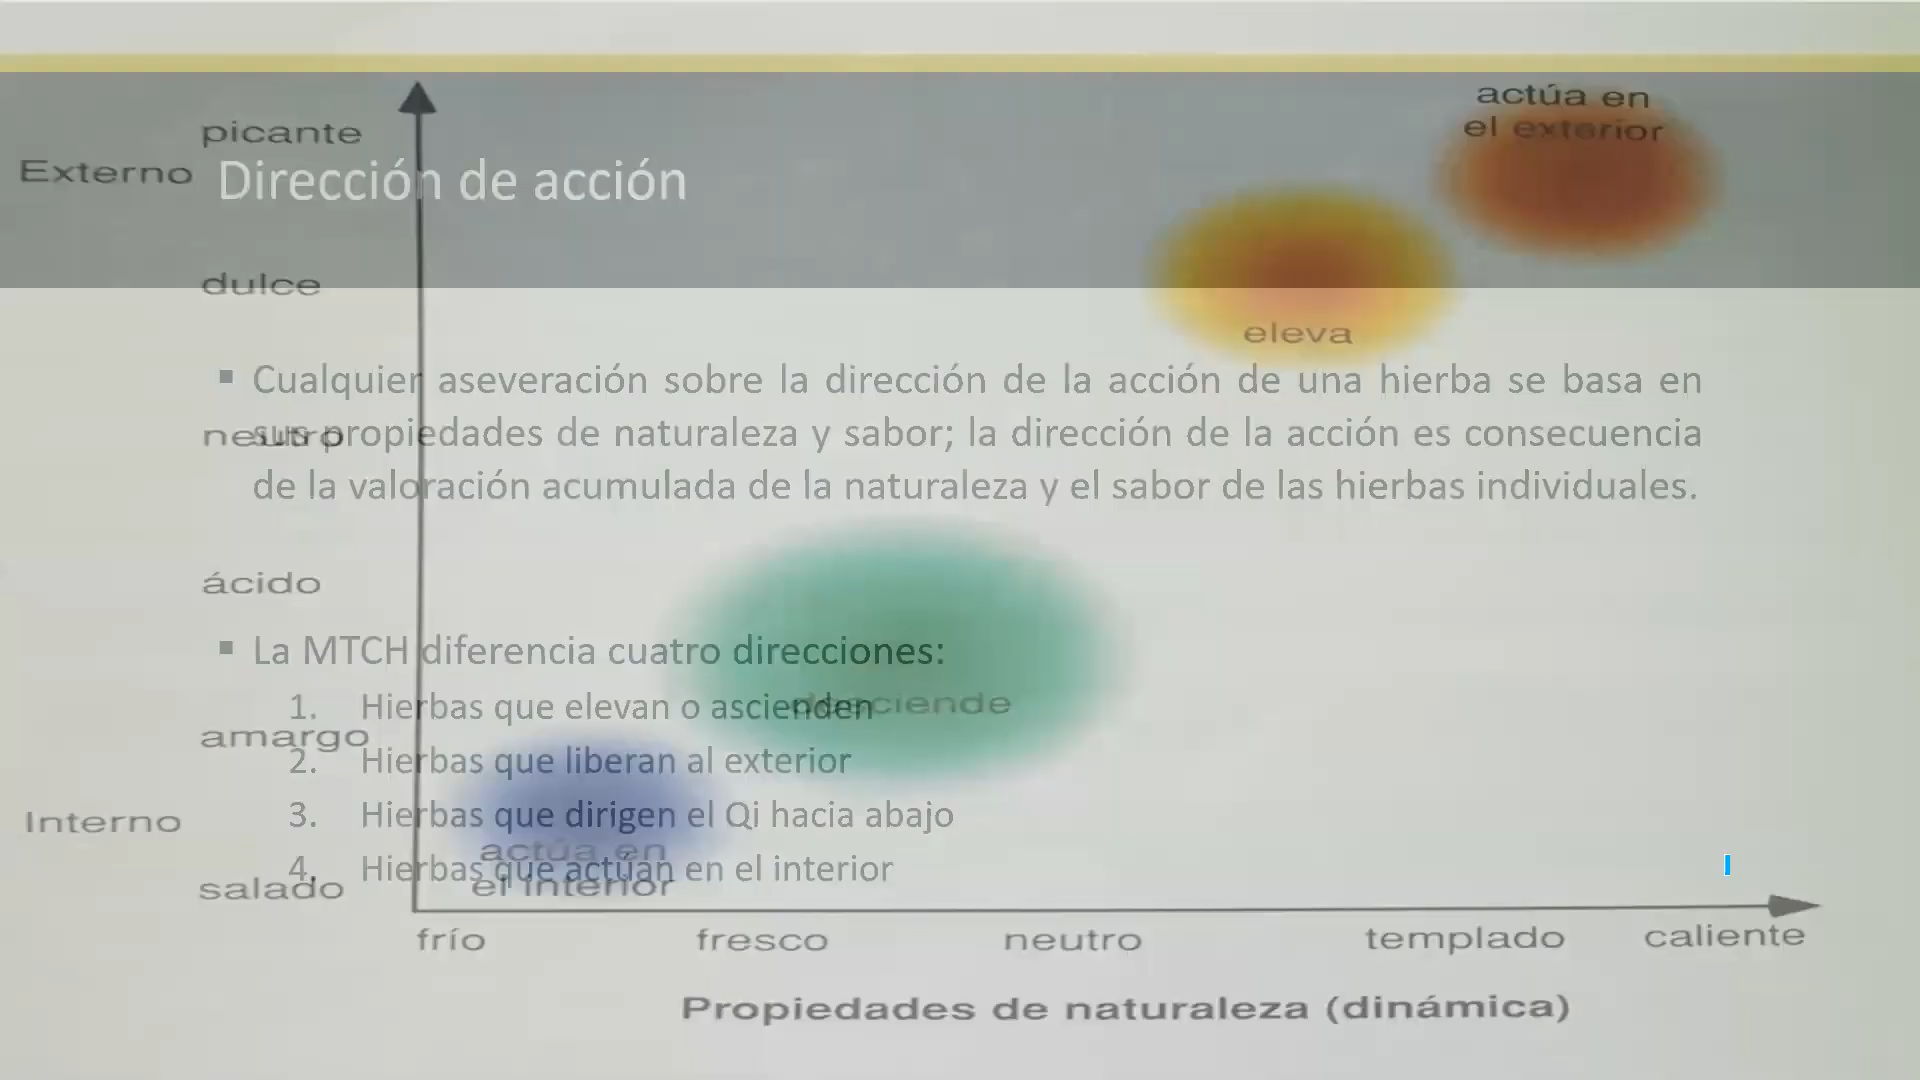 actúa en
el exterior
picante
Externo
Dirección de acción
dulce
eleva
▪ Cualquier aseveración sobre la dirección de la acción de una hierba se basa en
neutro
sus propiedades de naturaleza y sabor; la dirección de la acción es consecuencia
de la valoración acumulada de la naturaleza y el sabor de las hierbas individuales.
ácido
▪ La MTCH diferencia cuatro direcciones:
1. Hierbas que elevan o ascienden
desciende
amargo
2. Hierbas que liberan al exterior
3. Hierbas que dirigen el Qi hacia abajo
Interno
actúa en
el interior
4. Hierbas que actúan en el interior
salado
frío fresco neutro templado caliente
Propiedades de naturaleza (dinámica)